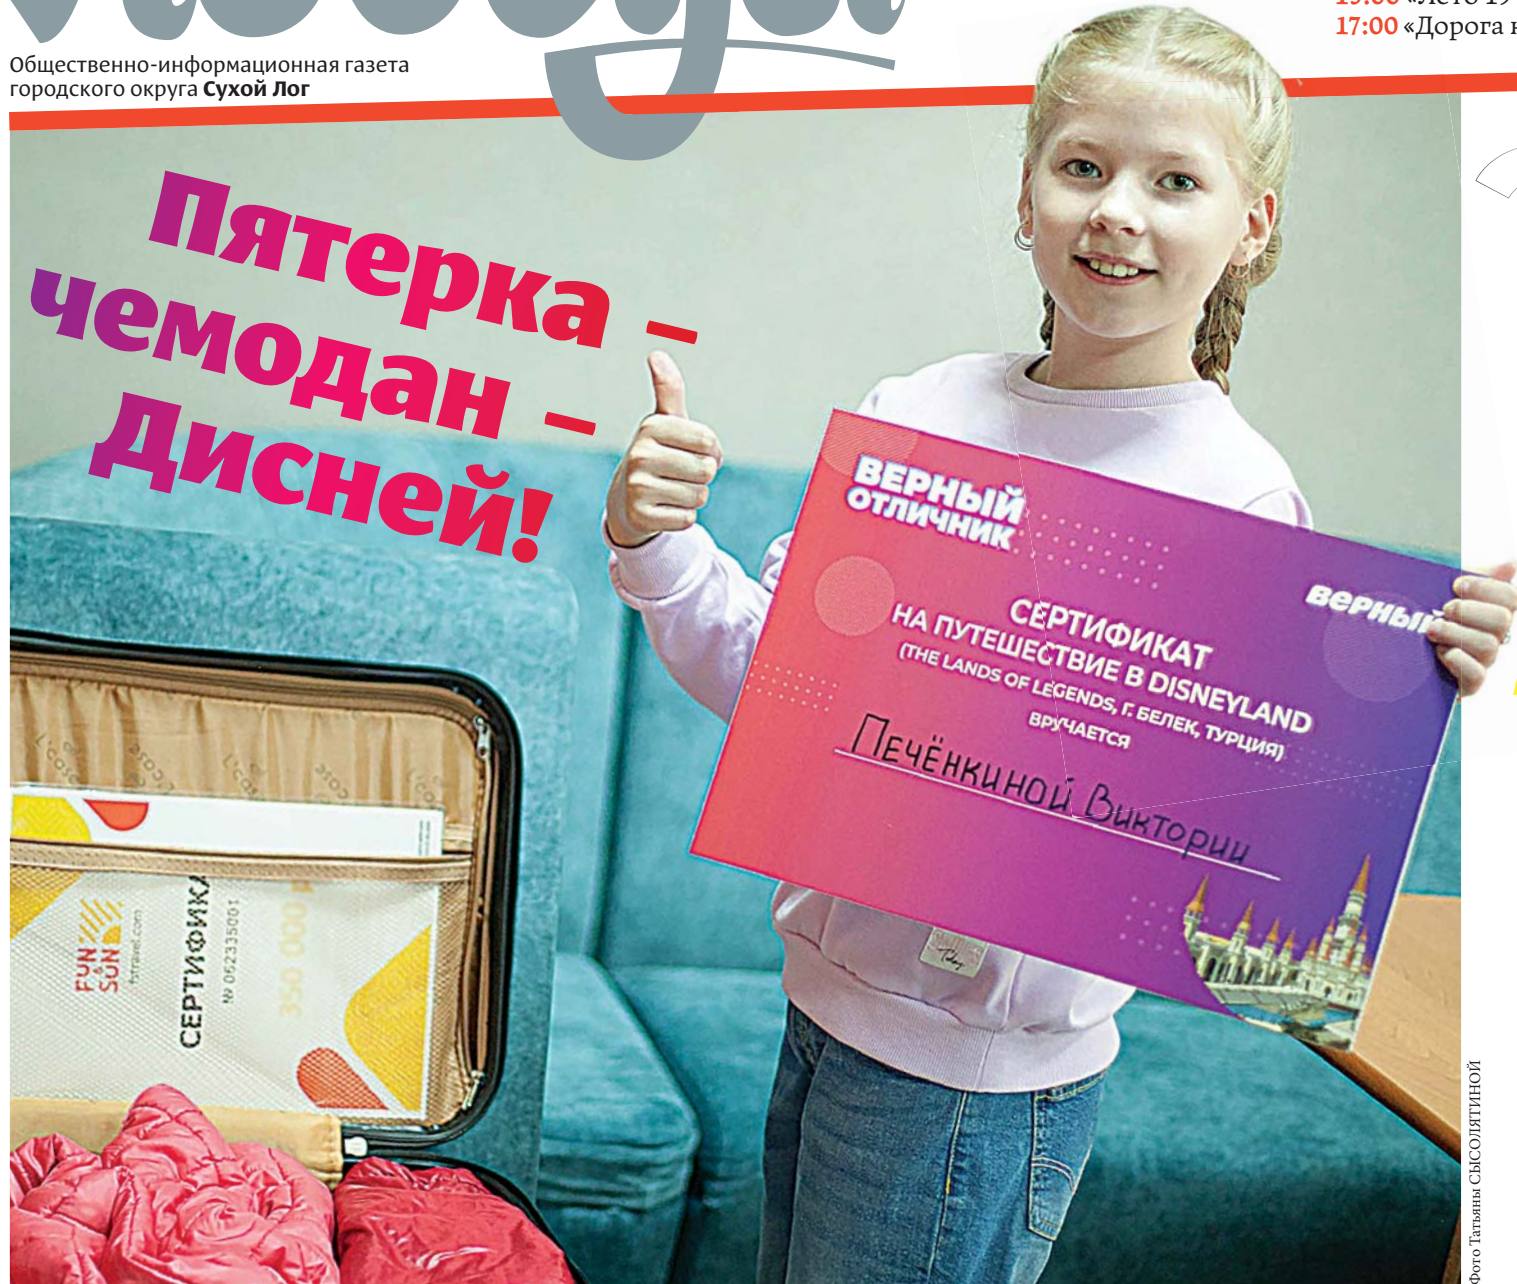 Общественно-информационная газета
городского округа Сухой Лог
17:00 «Дорога
Пятерка –
чемодан –
Дисней!
ВЕРНЫЙ
ОТЛИЧНИК
ВЕРНЫЙ
СЕРТИФИКАТ
НА ПУТЕШЕСТВИЕ В DISNEYLAND
(THE LANDS OF LEGENDS, Г. БЕЛЕК, ТУРЦИЯ)
ВРУЧАЕТСЯ
Печёнкиной Виктории
FUN
&
SUN
fstravel.com
СЕРТИФИКА
№ 062335001
350 000
Today
Фото Татьяны СЫСОЛЯТИНОЙ